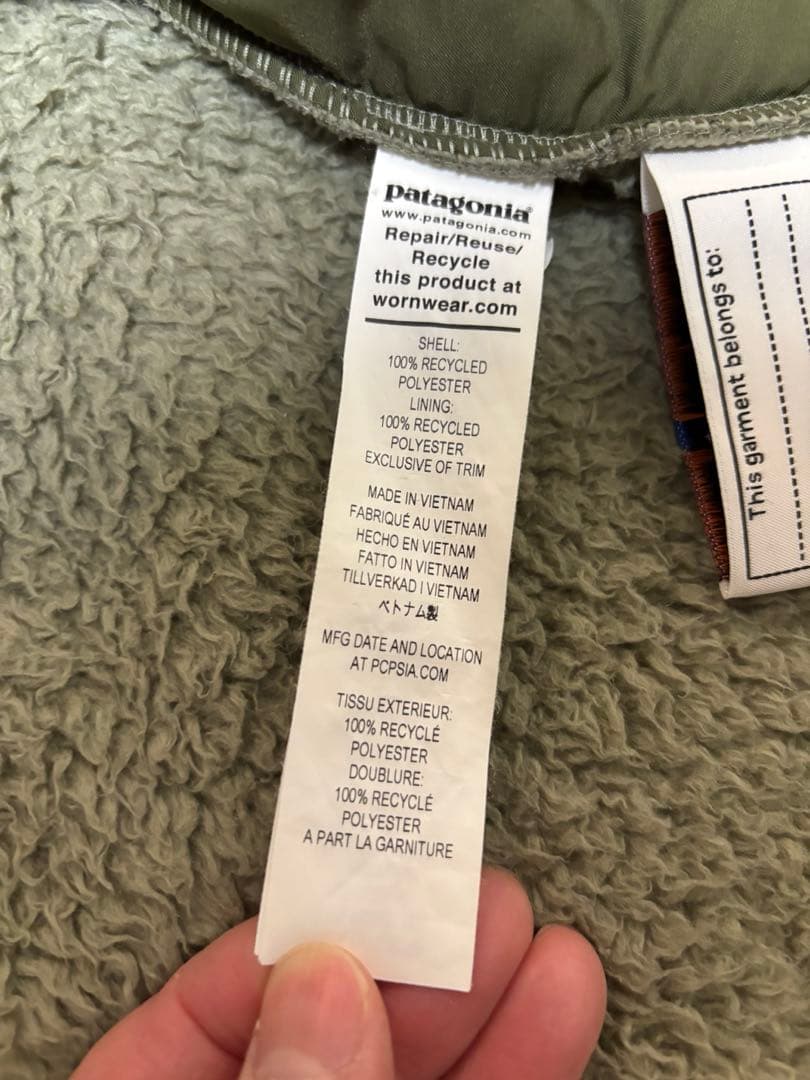 patagonia®
www.patagonia.com
Repair/Reuse/
Recycle
this product at
wornwear.com
SHELL:
100% RECYCLED
POLYESTER
LINING:
100% RECYCLED
POLYESTER
EXCLUSIVE OF TRIM
MADE IN VIETNAM
FABRIQUÉ AU VIETNAM
HECHO EN VIETNAM
FATTO IN VIETNAM
TILLVERKAD I VIETNAM
ベトナム製
MFG DATE AND LOCATION
AT PCPSIA.COM
TISSU EXTERIEUR:
100% RECYCLÉ
POLYESTER
DOUBLURE:
100% RECYCLÉ
POLYESTER
A PART LA GARNITURE
This garment belongs to: